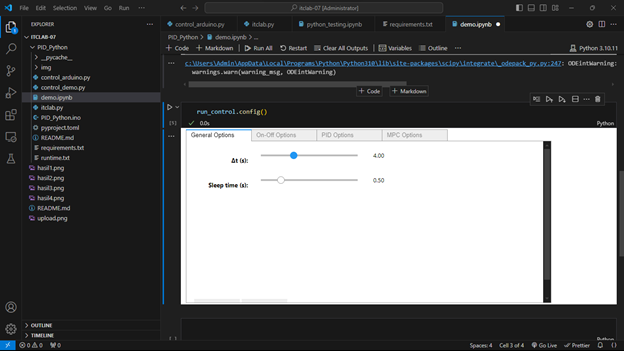 File Edit Selection View Go Run ···
itclab-07 [Administrator]
EXPLORER ···
ITCLAB-07
PID_Python
__pycache__
img
control_arduino.py
control_demo.py
demo.ipynb
itclab.py
PID_Python.ino
pyproject.toml
README.md
requirements.txt
runtime.txt
hasil1.png
hasil2.png
hasil3.png
hasil4.png
README.md
upload.png
OUTLINE
TIMELINE
control_arduino.py itclab.py python_testing.ipynb requirements.txt demo.ipynb
PID_Python > demo.ipynb > ...
+ Code + Markdown Run All Restart Clear All Outputs Variables Outline ··· Python 3.10.11
c:\Users\Admin\AppData\Local\Programs\Python\Python310\lib\site-packages\scipy\integrate\_odepack_py.py:247: ODEintWarning:
warnings.warn(warning_msg, ODEintWarning)
+ Code + Markdown
run_control.config()
0.0s Python
General Options On-Off Options PID Options MPC Options
Δt (s): 4.00
Sleep time (s): 0.50
Python
0 0 0 Spaces: 4 Cell 3 of 4 Go Live Prettier